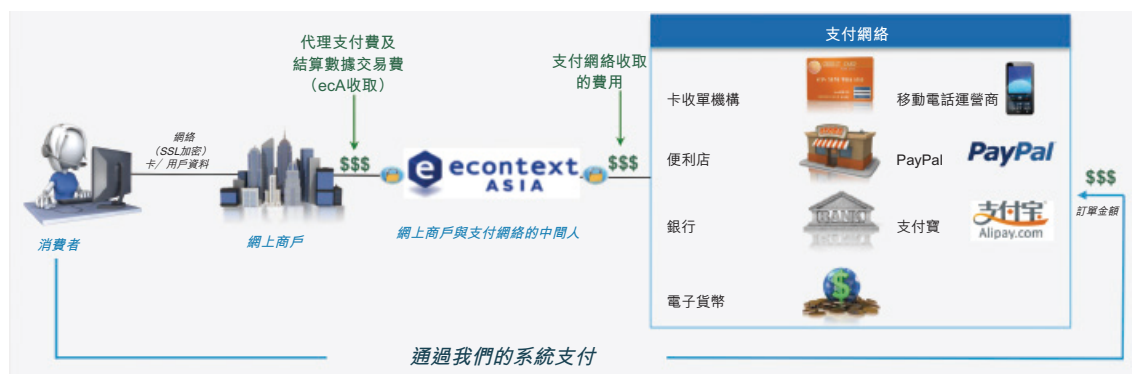 代理支付費及
結算數據交易費
（ecA收取）
支付網絡收取
的費用
支付網絡
卡收單機構
移動電話運營商
網絡
（SSL加密）
卡／用戶資料
$$$
econtext
ASIA
$$$
便利店
PayPal
PayPal
$$$
訂單金額
消費者
網上商戶
網上商戶與支付網絡的中間人
銀行
BANK
支付寶
支付宝
Alipay.com
電子貨幣
$
通過我們的系統支付